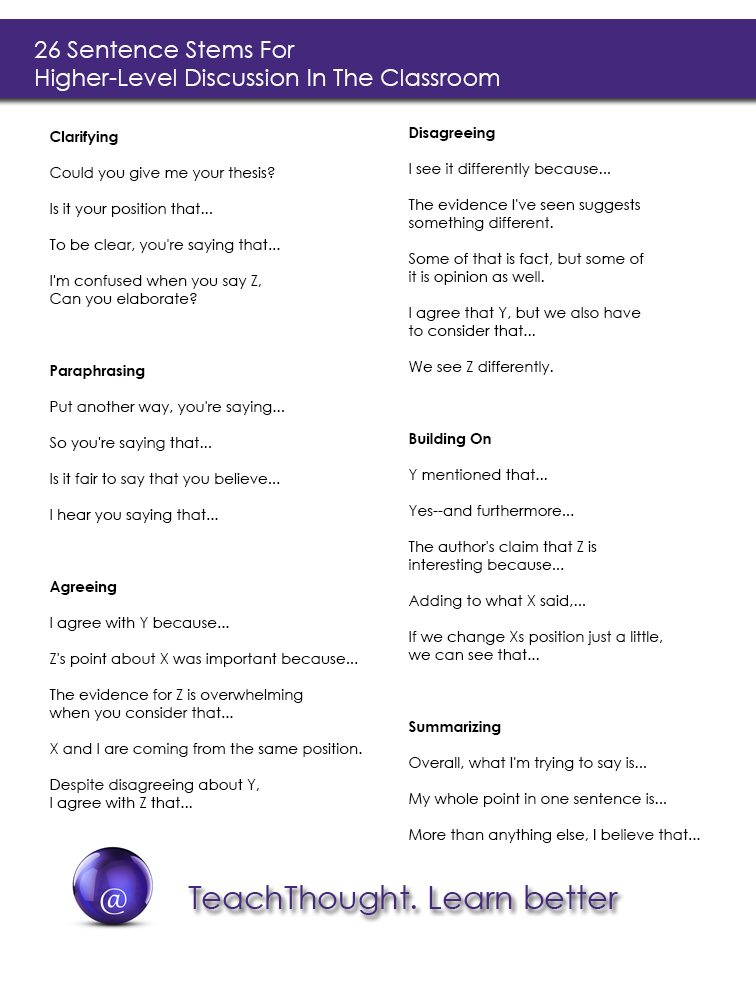 26 Sentence Stems For
Higher-Level Discussion In The Classroom
Clarifying
Could you give me your thesis?
Is it your position that...
To be clear, you're saying that...
I'm confused when you say Z,
Can you elaborate?
Paraphrasing
Put another way, you're saying...
So you're saying that...
Is it fair to say that you believe...
I hear you saying that...
Agreeing
I agree with Y because...
Z's point about X was important because...
The evidence for Z is overwhelming
when you consider that...
X and I are coming from the same position.
Despite disagreeing about Y,
I agree with Z that...
Disagreeing
I see it differently because...
The evidence I've seen suggests
something different.
Some of that is fact, but some of
it is opinion as well.
I agree that Y, but we also have
to consider that...
We see Z differently.
Building On
Y mentioned that...
Yes--and furthermore...
The author's claim that Z is
interesting because...
Adding to what X said,...
If we change Xs position just a little,
we can see that...
Summarizing
Overall, what I'm trying to say is...
My whole point in one sentence is...
More than anything else, I believe that...
@
TeachThought. Learn better